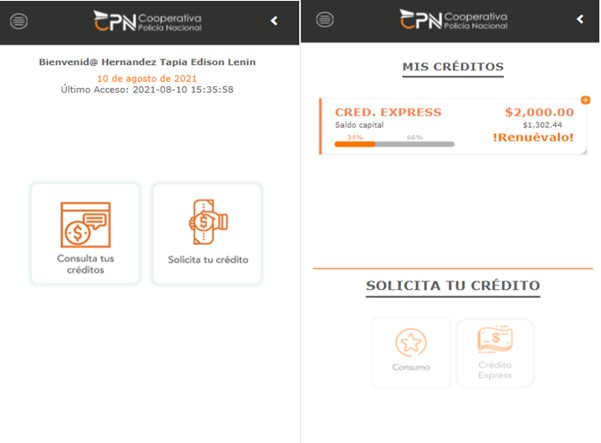 CPN Cooperativa
Policía Nacional
Bienvenid@ Hernandez Tapia Edison Lenin
10 de agosto de 2021
Último Acceso: 2021-08-10 15:35:58
Consulta tus
créditos
Solicita tu crédito
CPN Cooperativa
Policía Nacional
MIS CRÉDITOS
CRED. EXPRESS $2,000.00
Saldo capital $1,302.44
34% 66% !Renuévalo!
SOLICITA TU CRÉDITO
Consumo
Crédito
Express